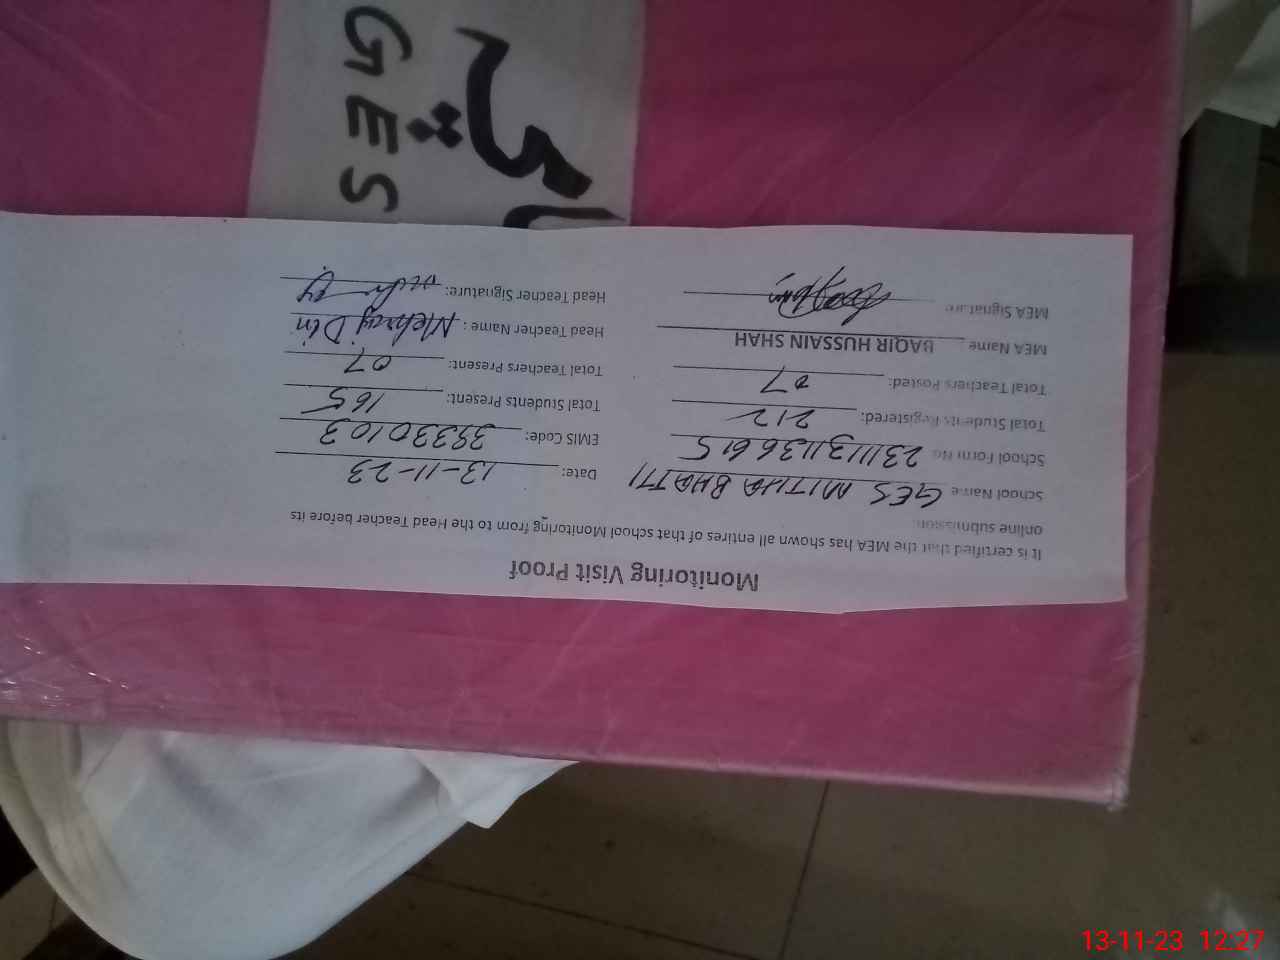 Monitoring Visit Proof
It is certified that the MEA has shown all entires of that school Monitoring from to the Head Teacher before its
online submission.
School Name GES MITHA BHATTI Date: 13-11-23
School Form No 2311131136615 EMIS Code: 39330103
Total Students Registered: 212 Total Students Present: 165
Total Teachers Posted: 07 Total Teachers Present: 07
MEA Name BAQIR HUSSAIN SHAH Head Teacher Name: Mehraj Din
MEA Signature Head Teacher Signature:
GES
13-11-23 12:27